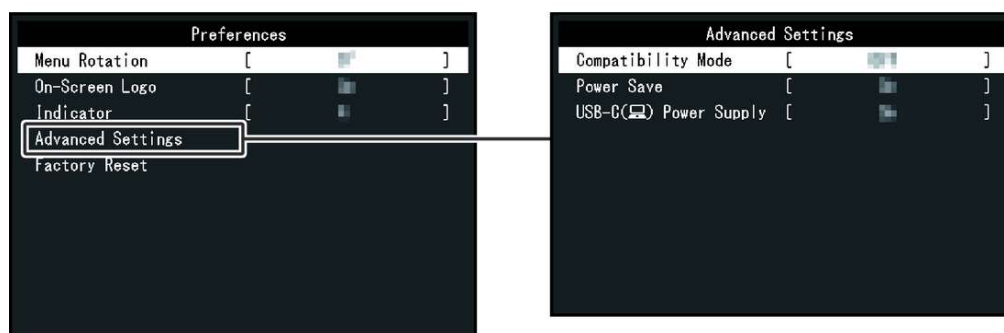 Preferences
Menu Rotation [ ]
On-Screen Logo [ ]
Indicator [ ]
Advanced Settings
Factory Reset
Advanced Settings
Compatibility Mode [ ]
Power Save [ ]
USB-C(💻) Power Supply [ ]